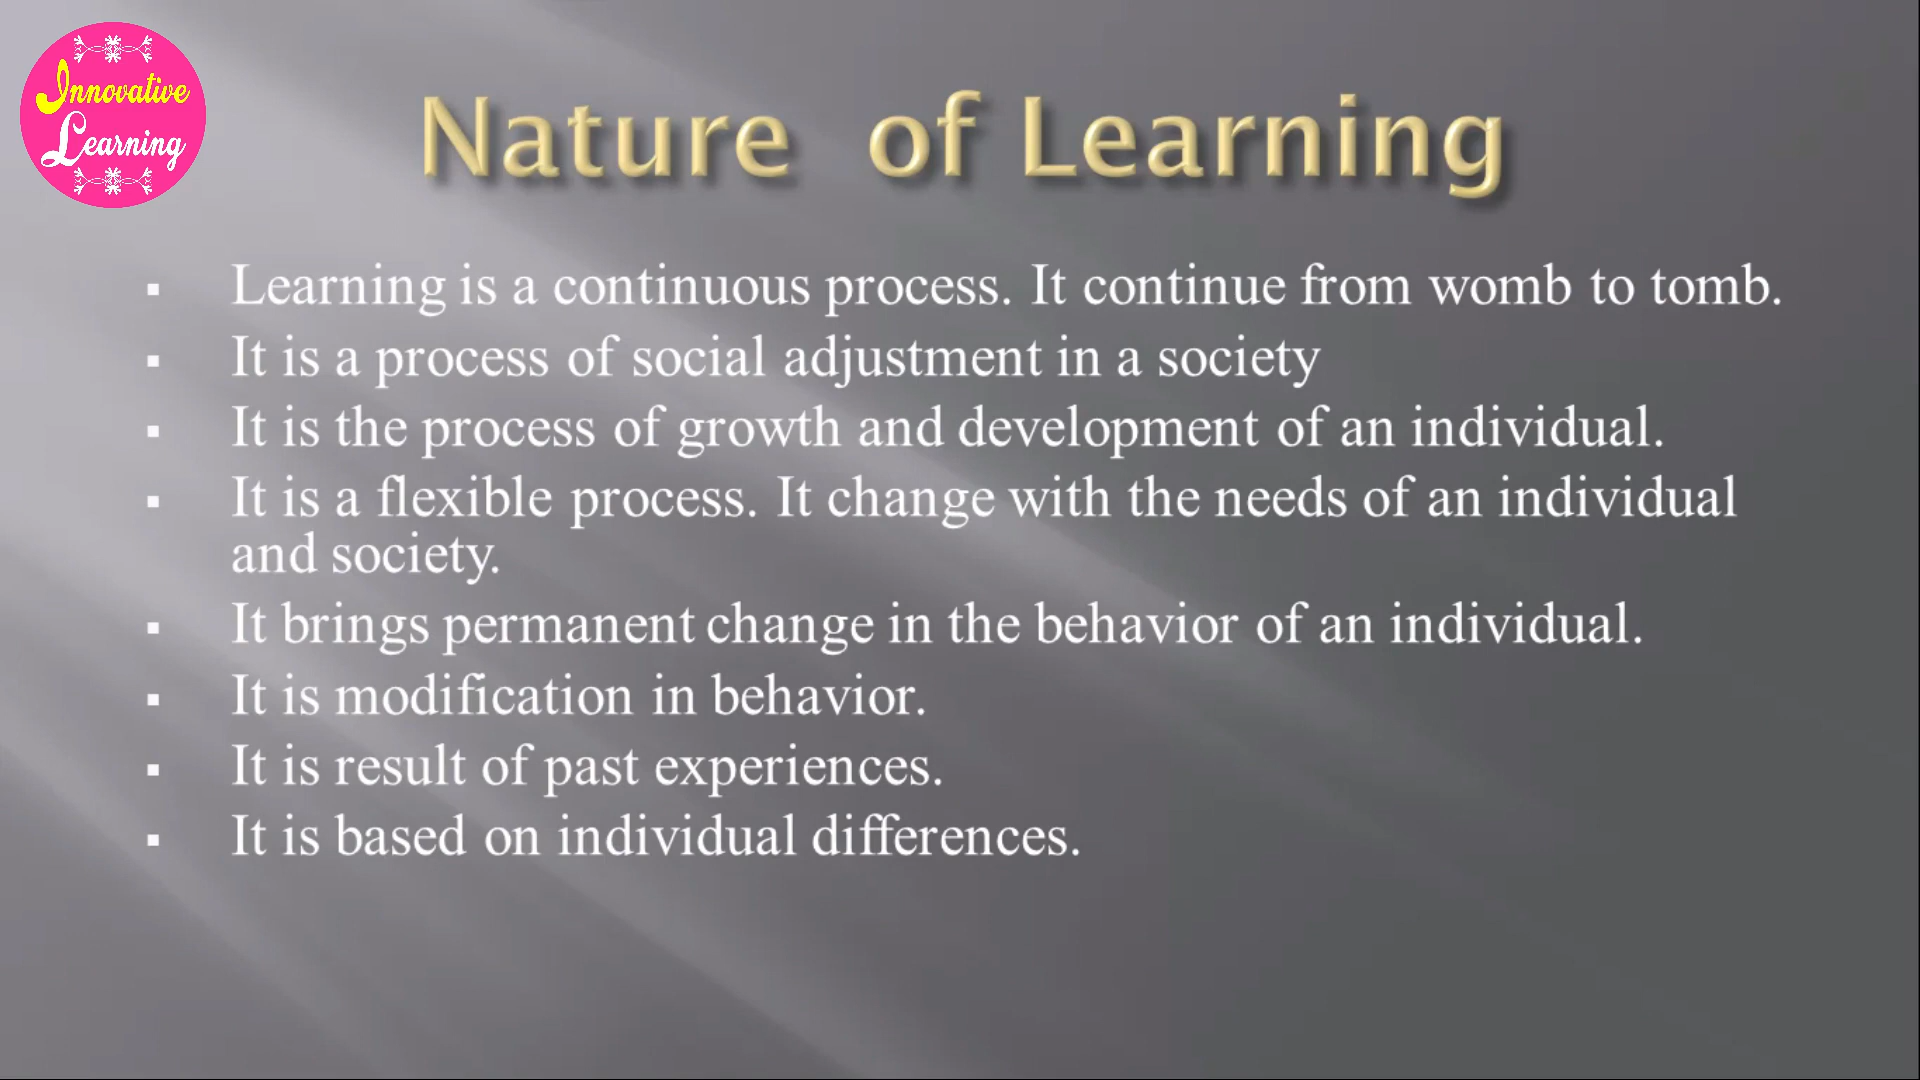 Innovative
Learning
Nature of Learning
▪ Learning is a continuous process. It continue from womb to tomb.
▪ It is a process of social adjustment in a society
▪ It is the process of growth and development of an individual.
▪ It is a flexible process. It change with the needs of an individual
and society.
▪ It brings permanent change in the behavior of an individual.
▪ It is modification in behavior.
▪ It is result of past experiences.
▪ It is based on individual differences.